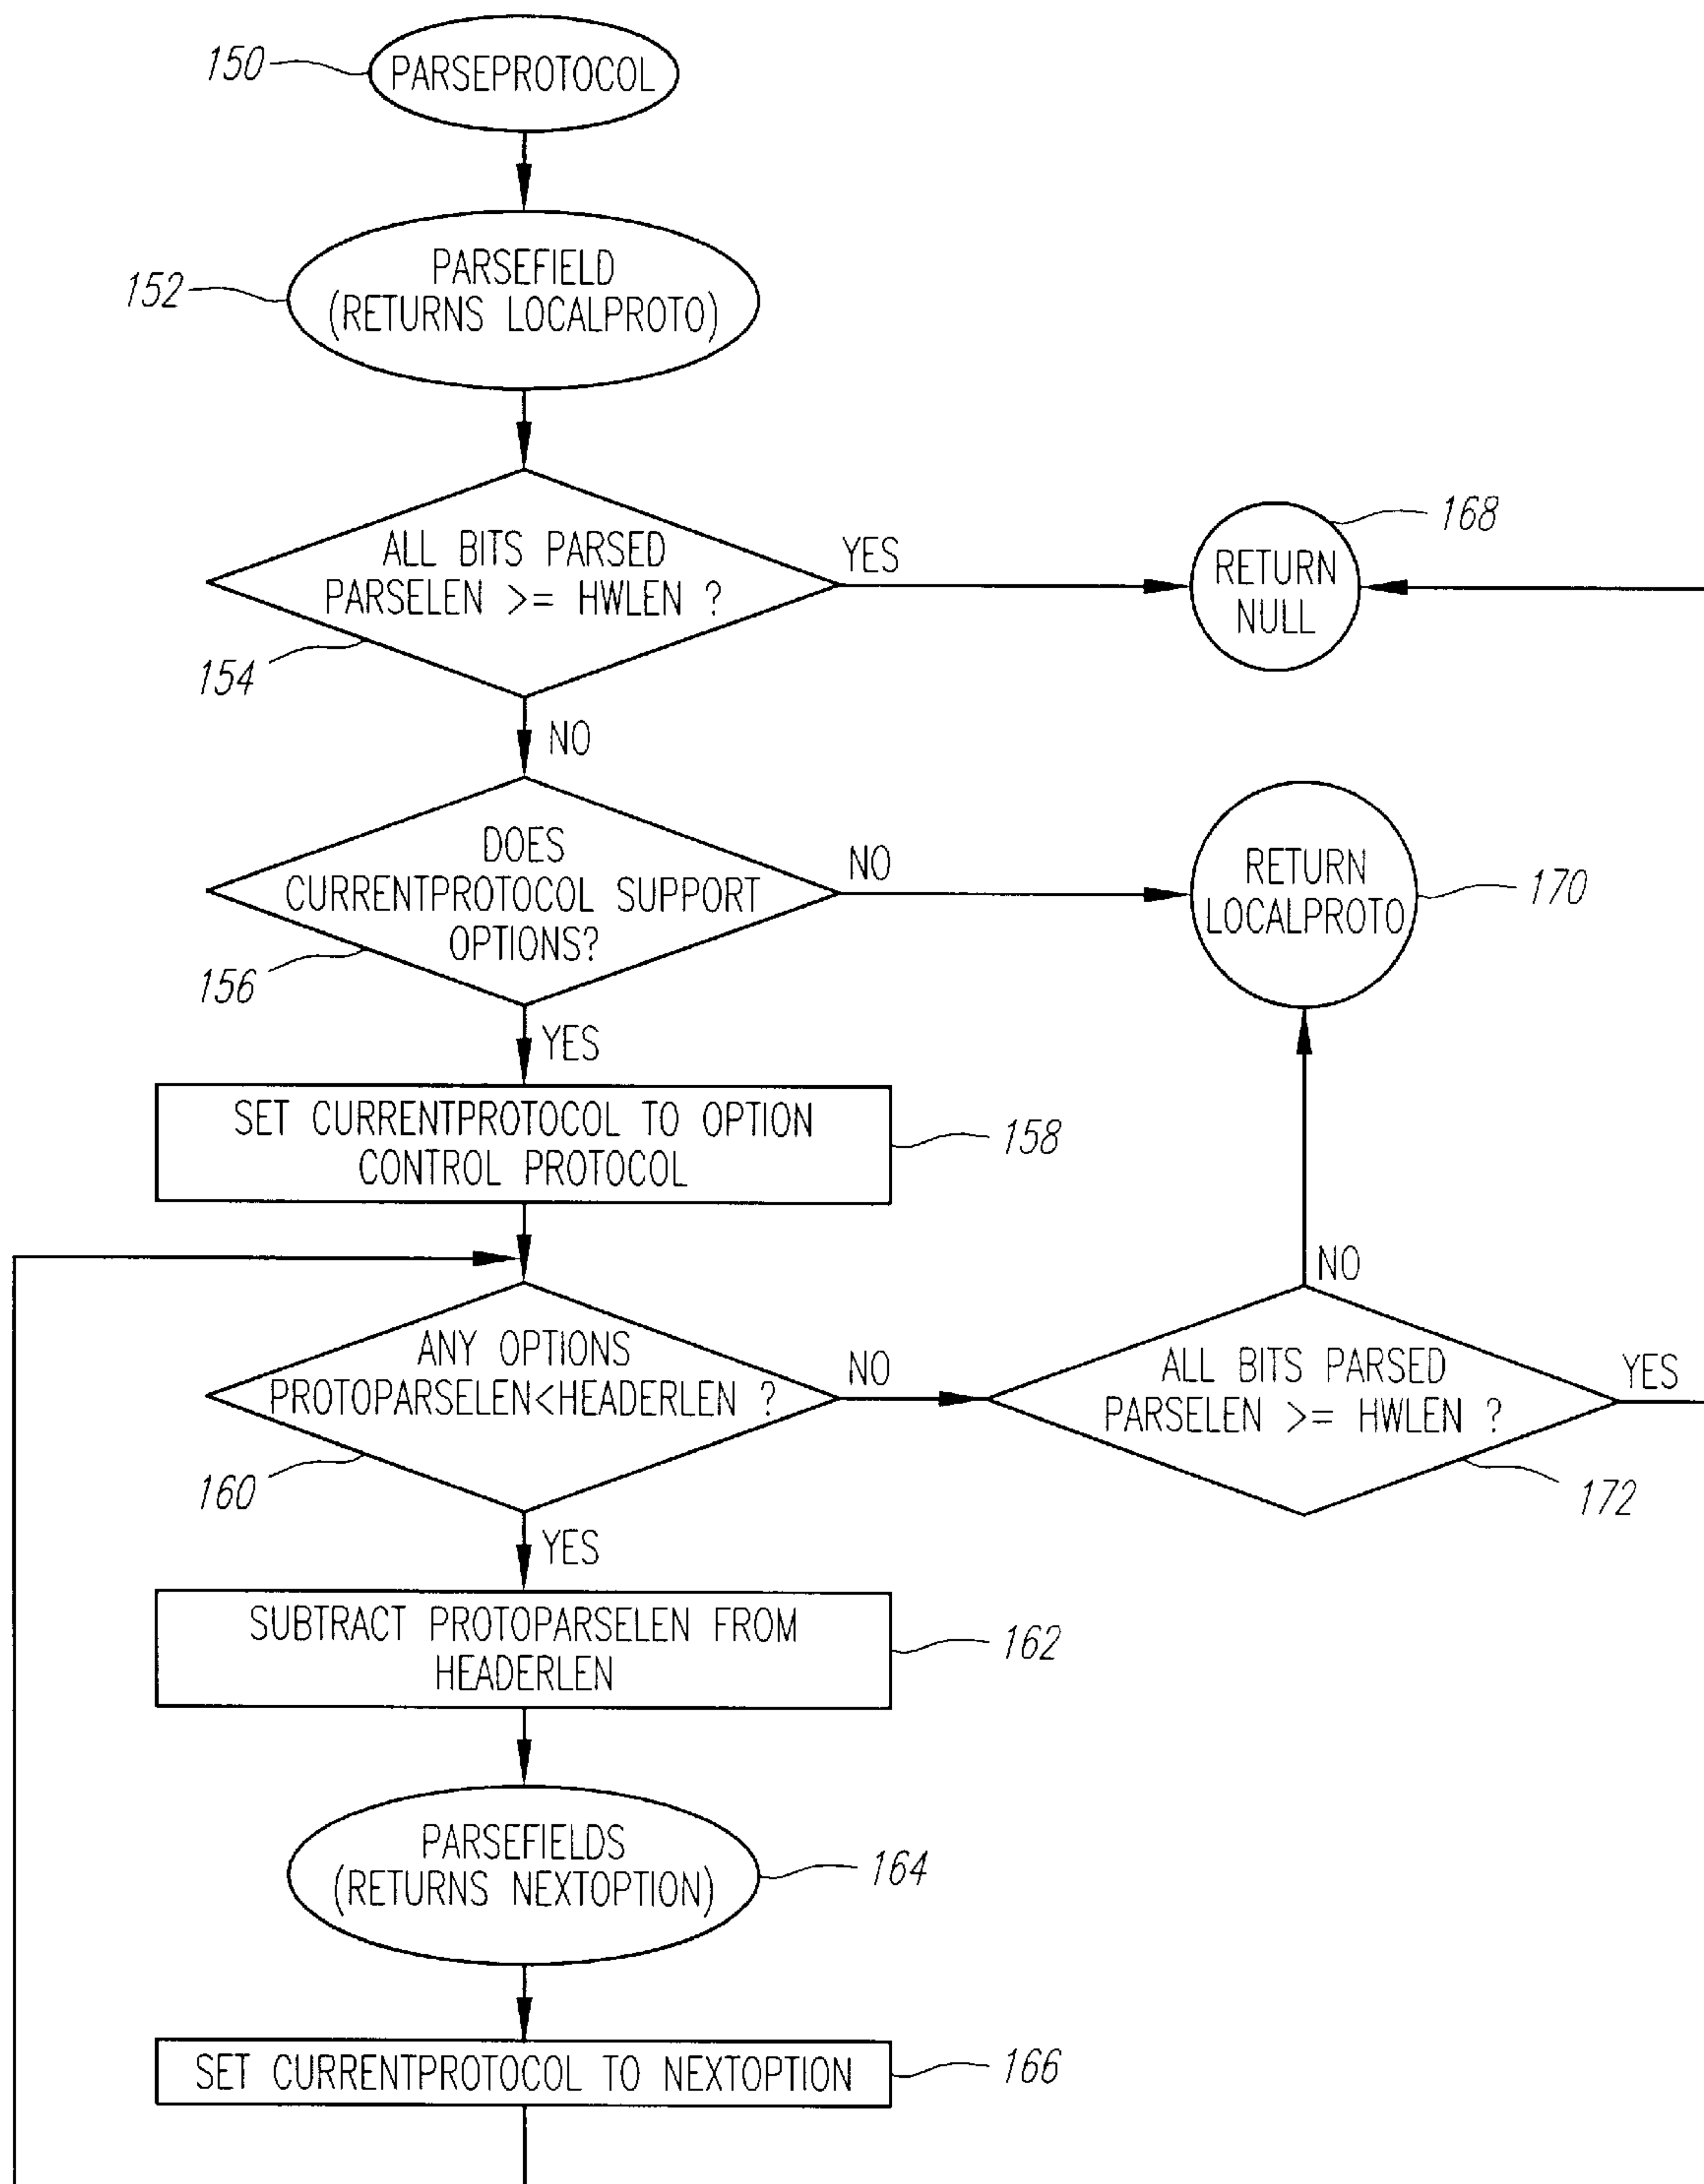 150
PARSEPROTOCOL
152
PARSEFIELD
(RETURNS LOCALPROTO)
ALL BITS PARSED
PARSELEN >= HWLEN ?
154
YES
RETURN
NULL
168
NO
DOES
CURRENTPROTOCOL SUPPORT
OPTIONS?
156
NO
RETURN
LOCALPROTO
170
YES
SET CURRENTPROTOCOL TO OPTION
CONTROL PROTOCOL
158
ANY OPTIONS
PROTOPARSELEN<HEADERLEN ?
160
NO
ALL BITS PARSED
PARSELEN >= HWLEN ?
172
NO
YES
YES
SUBTRACT PROTOPARSELEN FROM
HEADERLEN
162
PARSEFIELDS
(RETURNS NEXTOPTION)
164
SET CURRENTPROTOCOL TO NEXTOPTION
166